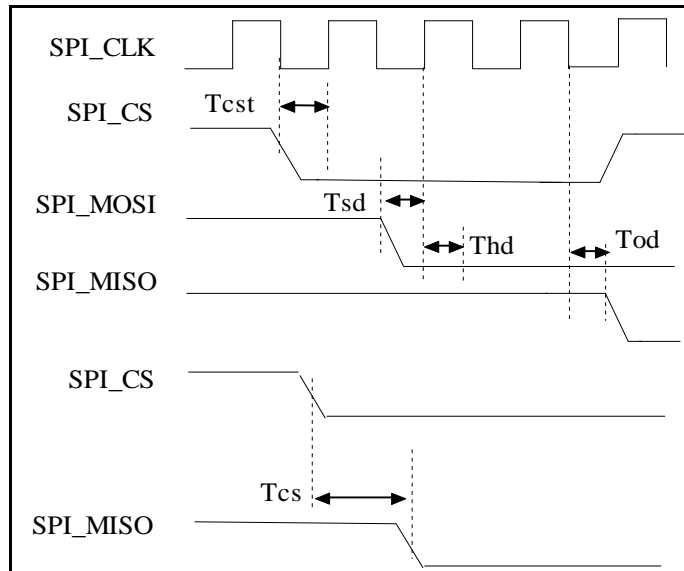 SPI_CLK
SPI_CS
Tcst
SPI_MOSI
Tsd
Thd
Tod
SPI_MISO
SPI_CS
Tcs
SPI_MISO